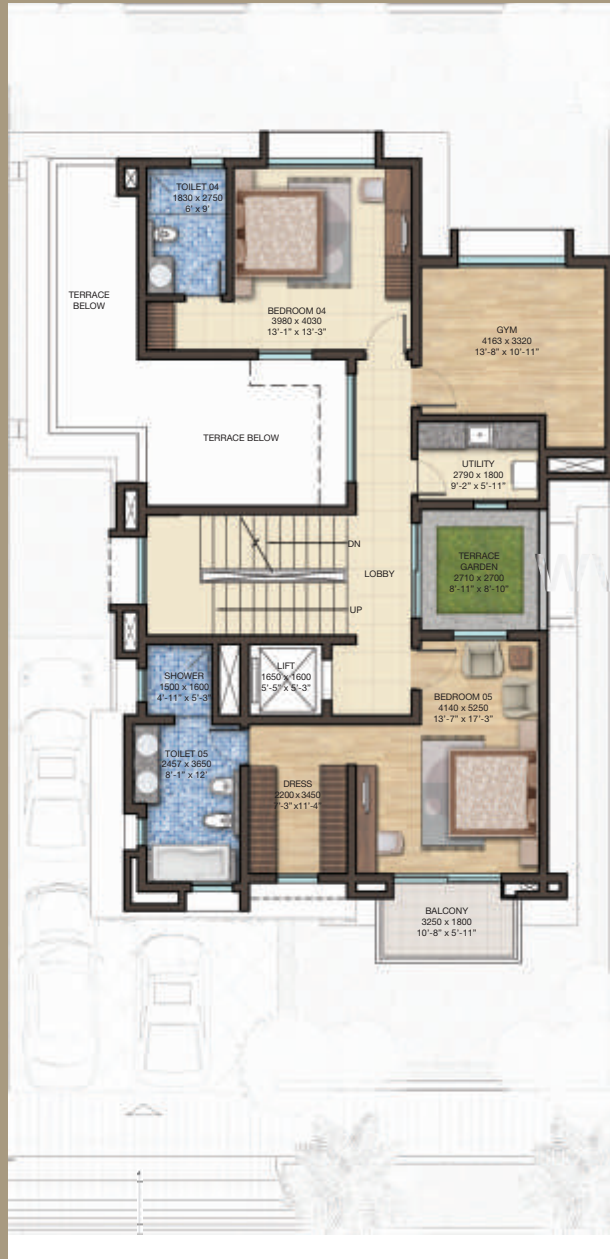 TOILET 04
1830 x 2750
6' x 9'
TERRACE
BELOW
BEDROOM 04
3980 x 4030
13'-1" x 13'-3"
GYM
4163 x 3320
13'-8" x 10'-11"
TERRACE BELOW
UTILITY
2790 x 1800
9'-2" x 5'-11"
DN
LOBBY
UP
TERRACE
GARDEN
2710 x 2700
8'-11" x 8'-10"
LIFT
1650 x 1600
5'-5" x 5'-3"
SHOWER
1500 x 1600
4'-11" x 5'-3"
BEDROOM 05
4140 x 5250
13'-7" x 17'-3"
TOILET 05
2457 x 3650
8'-1" x 12'
DRESS
2200 x 3450
7'-3" x11'-4"
BALCONY
3250 x 1800
10'-8" x 5'-11"